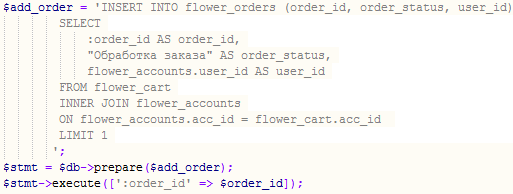 $add_order = 'INSERT INTO flower_orders (order_id, order_status, user_id)
SELECT
:order_id AS order_id,
"Обработка заказа" AS order_status,
flower_accounts.user_id AS user_id
FROM flower_cart
INNER JOIN flower_accounts
ON flower_accounts.acc_id = flower_cart.acc_id
LIMIT 1
';
$stmt = $db->prepare($add_order);
$stmt->execute([':order_id' => $order_id]);